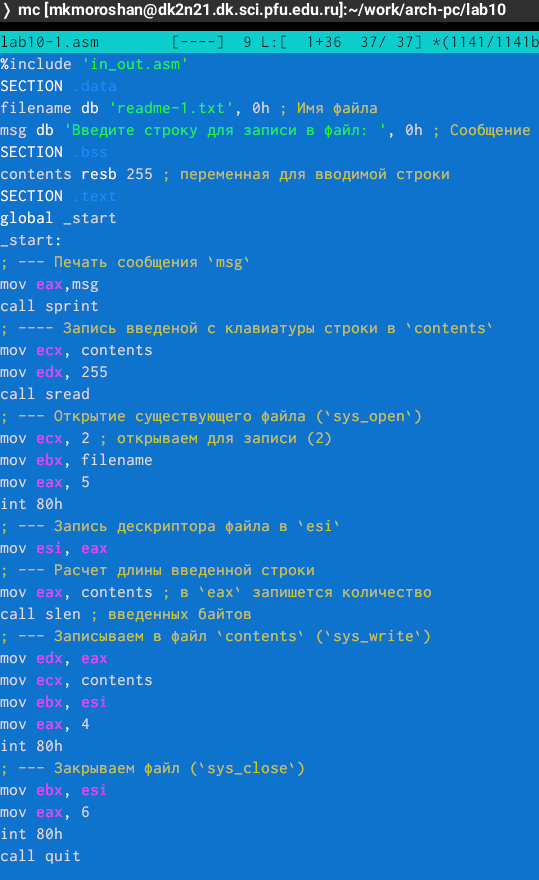 ❭ mc [mkmoroshan@dk2n21.dk.sci.pfu.edu.ru]:~/work/arch-pc/lab10
lab10-1.asm        [----]  9 L:[  1+36  37/ 37] *(1141/1141b
%include 'in_out.asm'
SECTION .data
filename db 'readme-1.txt', 0h ; Имя файла
msg db 'Введите строку для записи в файл: ', 0h ; Сообщение
SECTION .bss
contents resb 255 ; переменная для вводимой строки
SECTION .text
global _start
_start:
; --- Печать сообщения `msg`
mov eax,msg
call sprint
; ---- Запись введеной с клавиатуры строки в `contents`
mov ecx, contents
mov edx, 255
call sread
; --- Открытие существующего файла (`sys_open`)
mov ecx, 2 ; открываем для записи (2)
mov ebx, filename
mov eax, 5
int 80h
; --- Запись дескриптора файла в `esi`
mov esi, eax
; --- Расчет длины введенной строки
mov eax, contents ; в `eax` запишется количество
call slen ; введенных байтов
; --- Записываем в файл `contents` (`sys_write`)
mov edx, eax
mov ecx, contents
mov ebx, esi
mov eax, 4
int 80h
; --- Закрываем файл (`sys_close`)
mov ebx, esi
mov eax, 6
int 80h
call quit